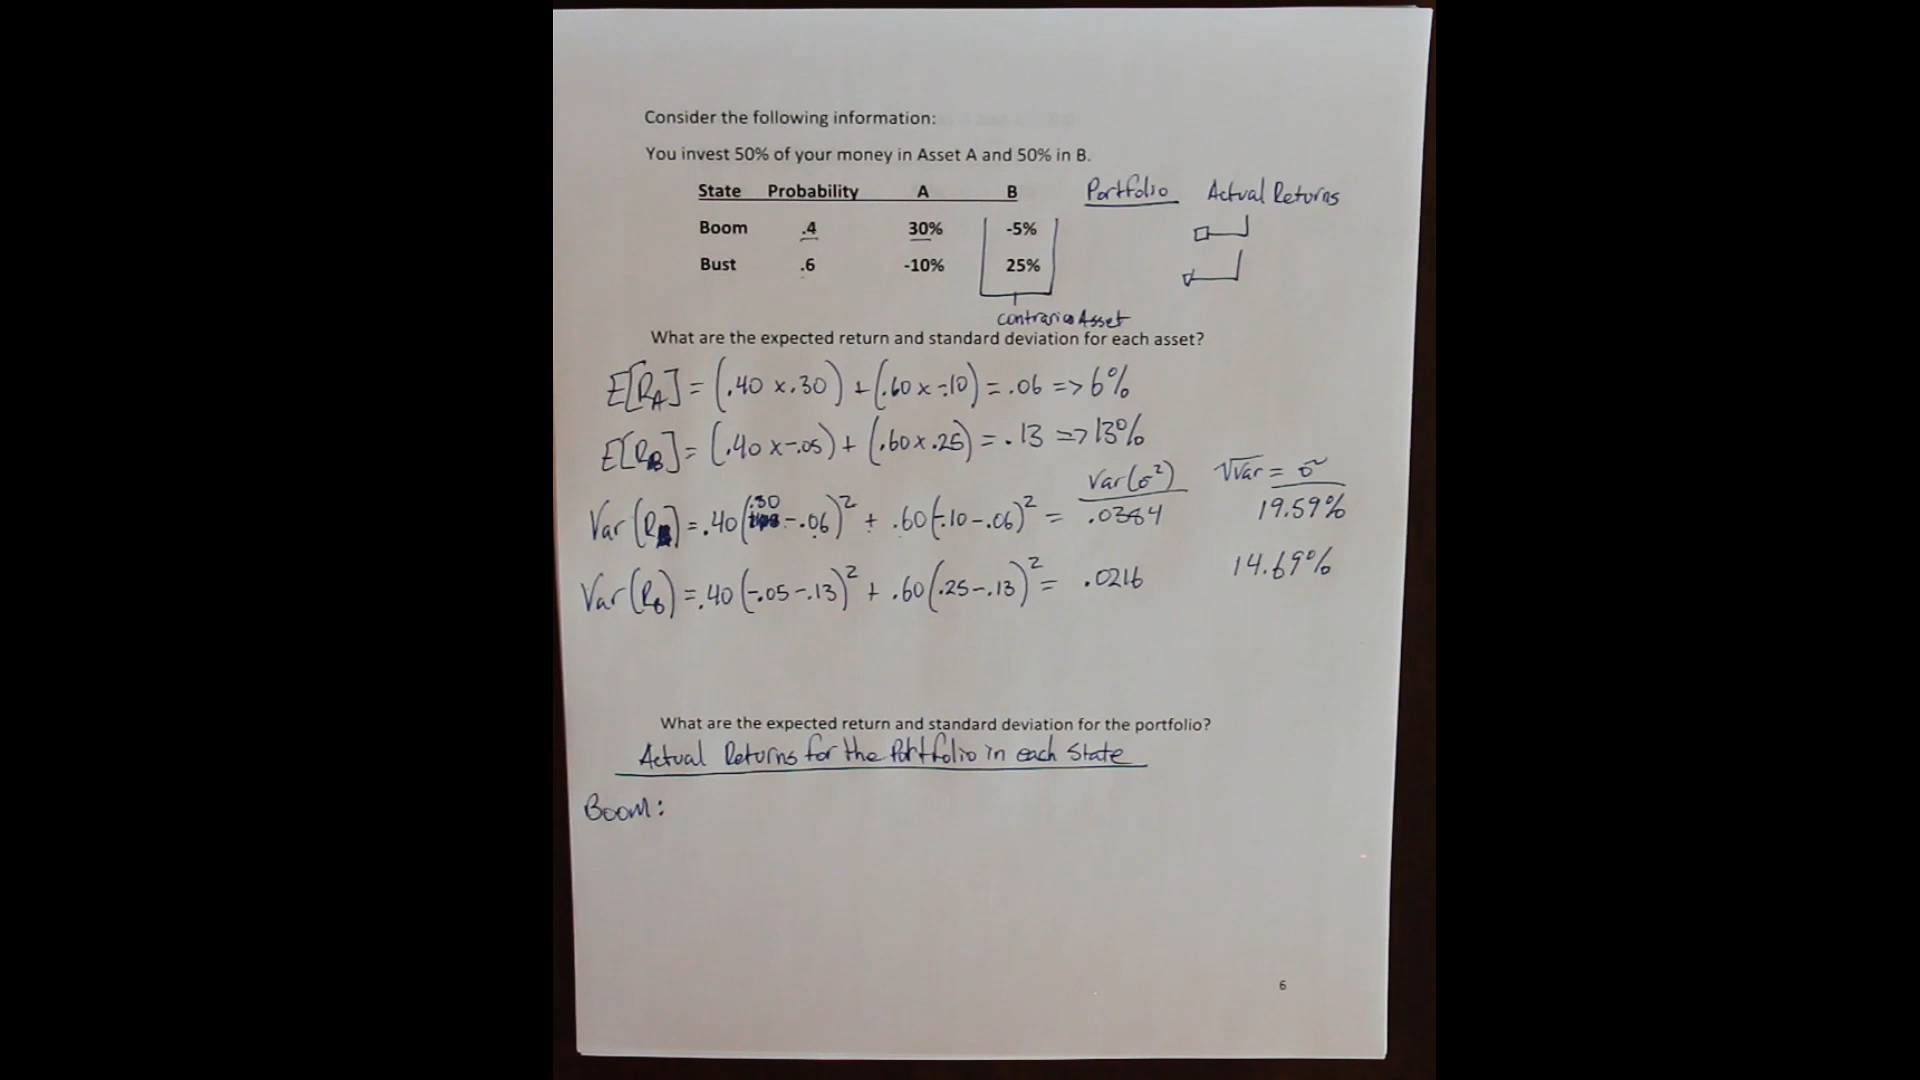 Consider the following information:
You invest 50% of your money in Asset A and 50% in B.
State Probability A B Portfolio Actual Returns
Boom .4 30% -5%
Bust .6 -10% 25%
Asset
What are the expected return and standard deviation for each asset?
E[R_A] = (.40 x .30) + (.60 x -.10) = .06 => 6%
E[R_B] = (.40 x -.05) + (.60 x .25) = .13 => 13%
Var(σ²) √Var = σ
Var(R) = .40(.30 - .06)² + .60(-.10 - .06)² = .0384 19.59%
Var(R_B) = .40(-.05 - .13)² + .60(.25 - .13)² = .0216 14.69%
What are the expected return and standard deviation for the portfolio?
Actual Returns for the Portfolio in each State
Boom:
6